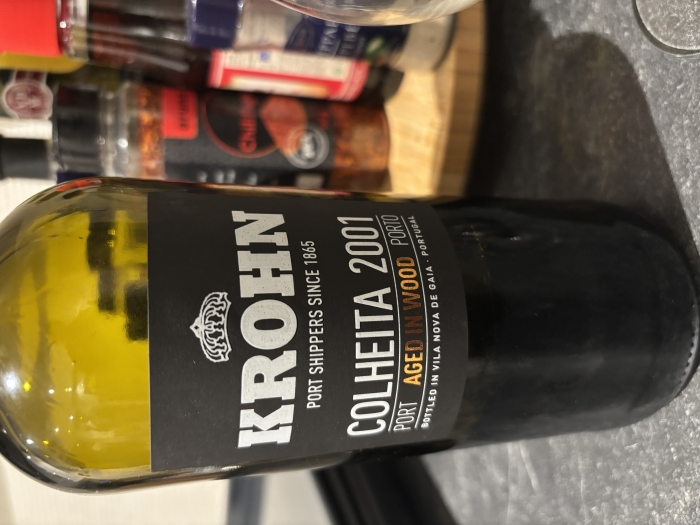 KROHN
PORT SHIPPERS SINCE 1865
COLHEITA 2001
PORT AGED IN WOOD PORTO
BOTTLED IN VILA NOVA DE GAIA · PORTUGAL